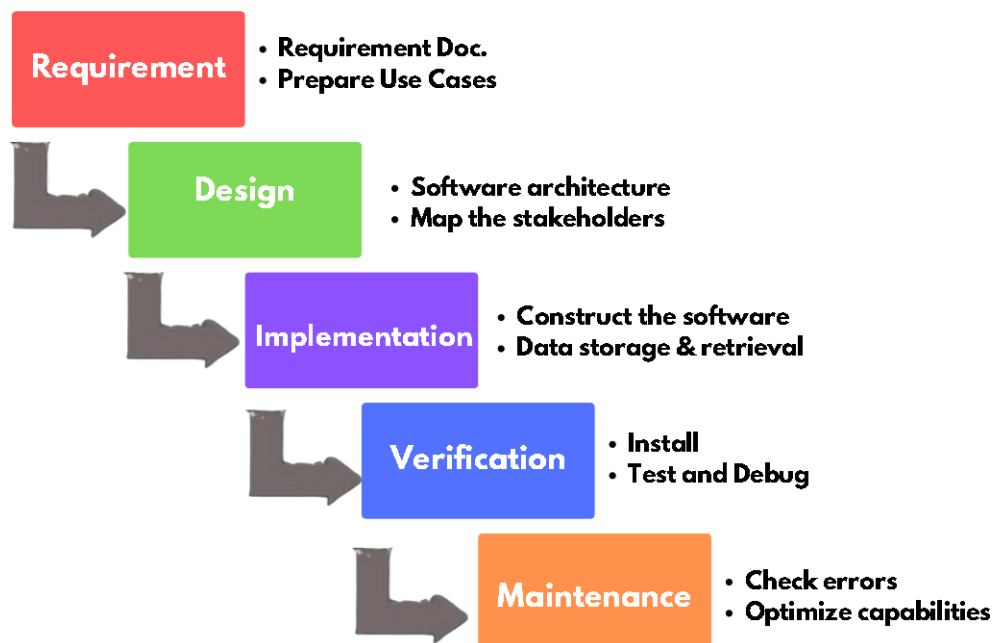 Requirement
• Requirement Doc.
• Prepare Use Cases
Design
• Software architecture
• Map the stakeholders
Implementation
• Construct the software
• Data storage & retrieval
Verification
• Install
• Test and Debug
Maintenance
• Check errors
• Optimize capabilities